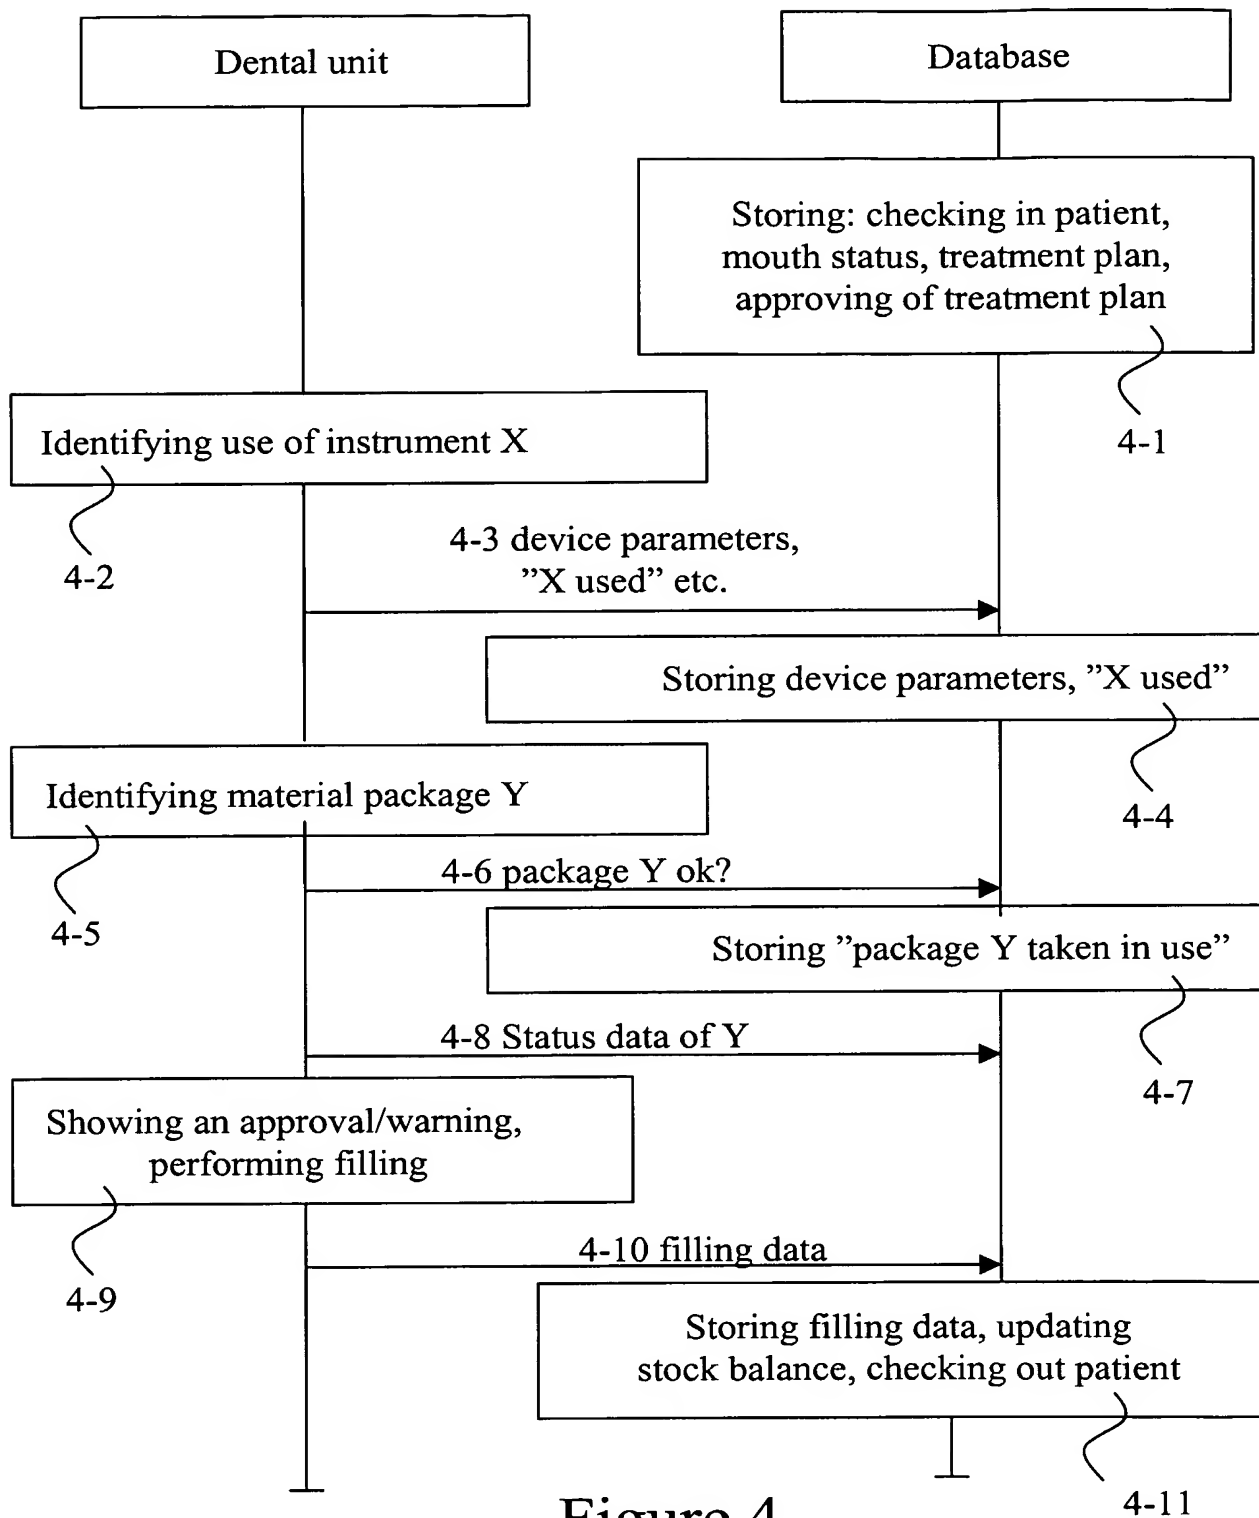 Dental unit
Database
Storing: checking in patient,
mouth status, treatment plan,
approving of treatment plan
4-1
Identifying use of instrument X
4-2
4-3 device parameters,
”X used” etc.
Storing device parameters, ”X used”
4-4
Identifying material package Y
4-5
4-6 package Y ok?
Storing ”package Y taken in use”
4-7
4-8 Status data of Y
Showing an approval/warning,
performing filling
4-9
4-10 filling data
Storing filling data, updating
stock balance, checking out patient
4-11
Figure 4